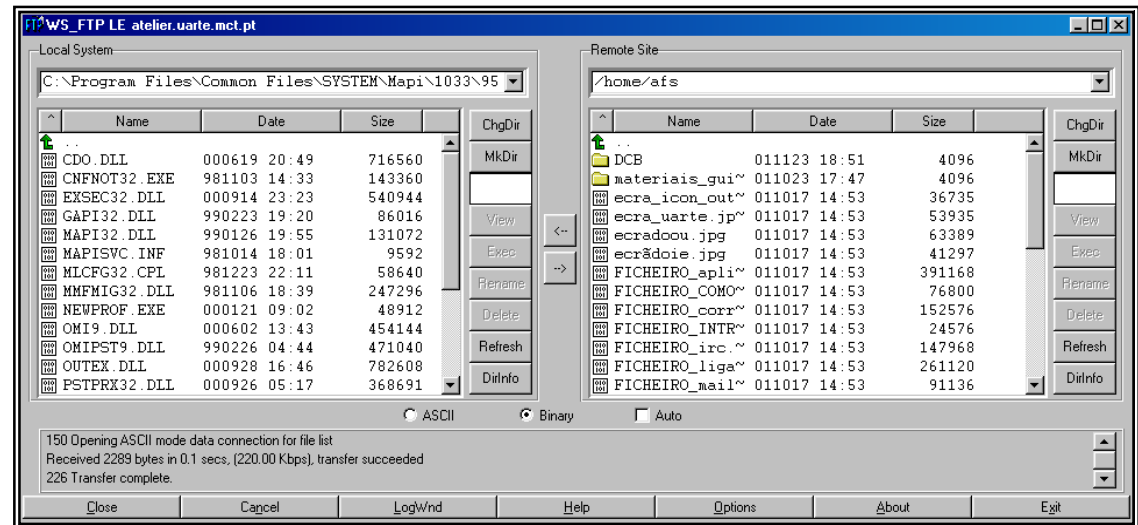 WS_FTP LE atelier.uarte.mct.pt
Local System
C:\Program Files\Common Files\SYSTEM\Mapi\1033\95
^ Name Date Size
..
CDO.DLL 000619 20:49 716560
CNFNOT32.EXE 981103 14:33 143360
EXSEC32.DLL 000914 23:23 540944
GAPI32.DLL 990223 19:20 86016
MAPI32.DLL 990126 19:55 131072
MAPISVC.INF 981014 18:01 9592
MLCFG32.CPL 981223 22:11 58640
MMFMIG32.DLL 981106 18:39 247296
NEWPROF.EXE 000121 09:02 48912
OMI9.DLL 000602 13:43 454144
OMIPST9.DLL 990226 04:44 471040
OUTEX.DLL 000928 16:46 782608
PSTPRX32.DLL 000926 05:17 368691
ChgDir
MkDir
View
Exec
Rename
Delete
Refresh
DirInfo
<--
-->
Remote Site
/home/afs
^ Name Date Size
..
DCB 011123 18:51 4096
materiais_gui~ 011023 17:47 4096
ecra_icon_out~ 011017 14:53 36735
ecra_uarte.jp~ 011017 14:53 53935
ecradoou.jpg 011017 14:53 63389
ecrãdoie.jpg 011017 14:53 41297
FICHEIRO_apli~ 011017 14:53 391168
FICHEIRO_COMO~ 011017 14:53 76800
FICHEIRO_corr~ 011017 14:53 152576
FICHEIRO_INTR~ 011017 14:53 24576
FICHEIRO_irc.~ 011017 14:53 147968
FICHEIRO_liga~ 011017 14:53 261120
FICHEIRO_mail~ 011017 14:53 91136
ChgDir
MkDir
View
Exec
Rename
Delete
Refresh
DirInfo
ASCII Binary Auto
150 Opening ASCII mode data connection for file list
Received 2289 bytes in 0.1 secs, (220.00 Kbps), transfer succeeded
226 Transfer complete.
Close Cancel LogWnd Help Options About Exit